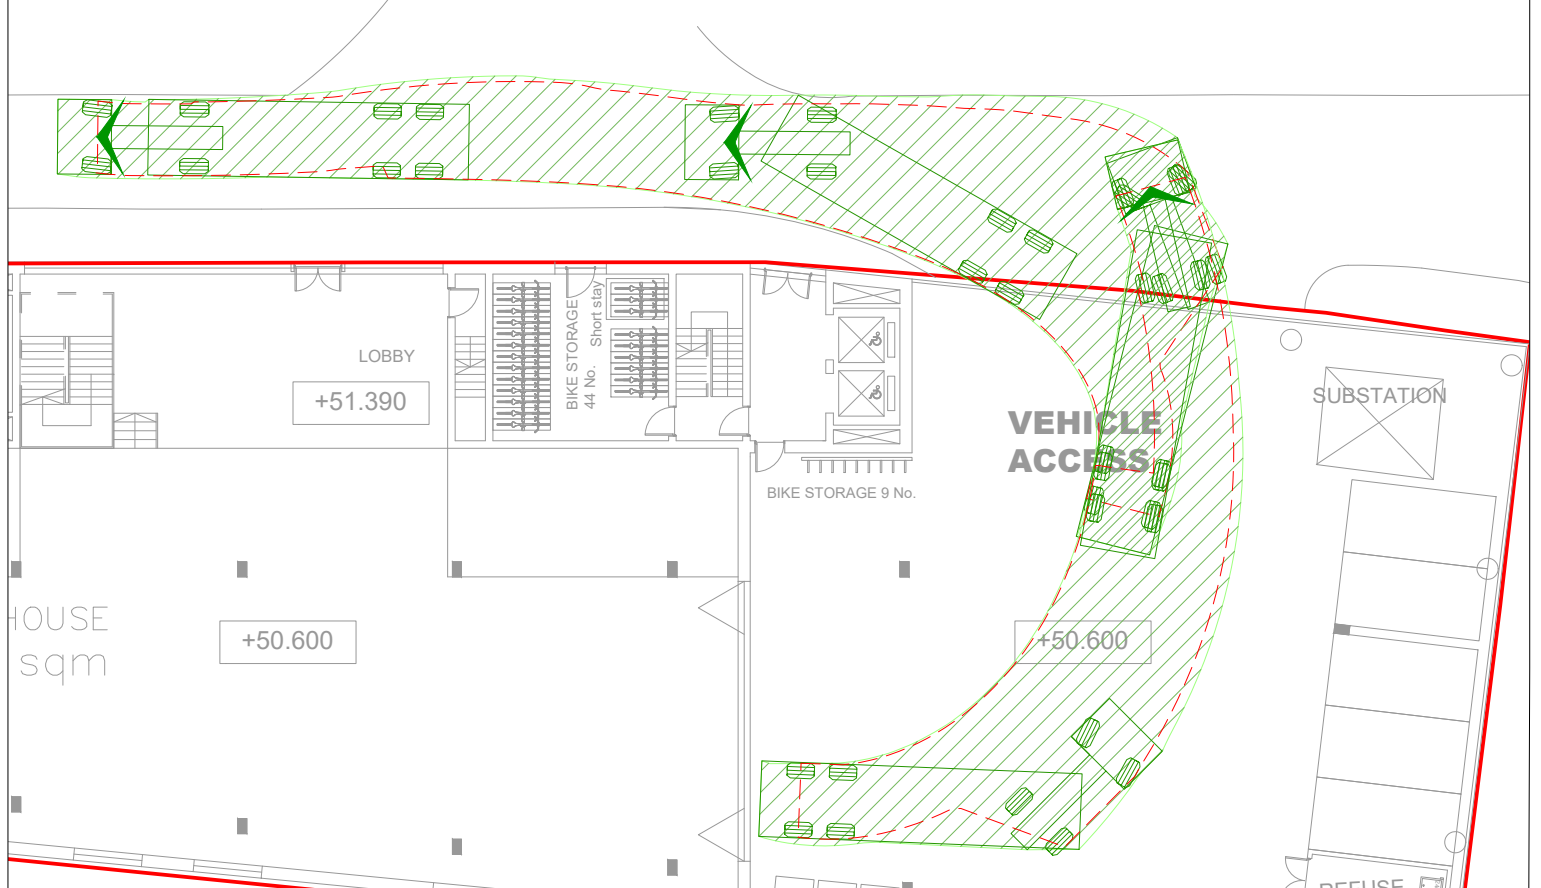 BIKE STORAGE
44 No. Short stay
LOBBY
+51.390
SUBSTATION
VEHICLE
ACCESS
BIKE STORAGE 9 No.
HOUSE
sqm
+50.600
+50.600
REFUSE